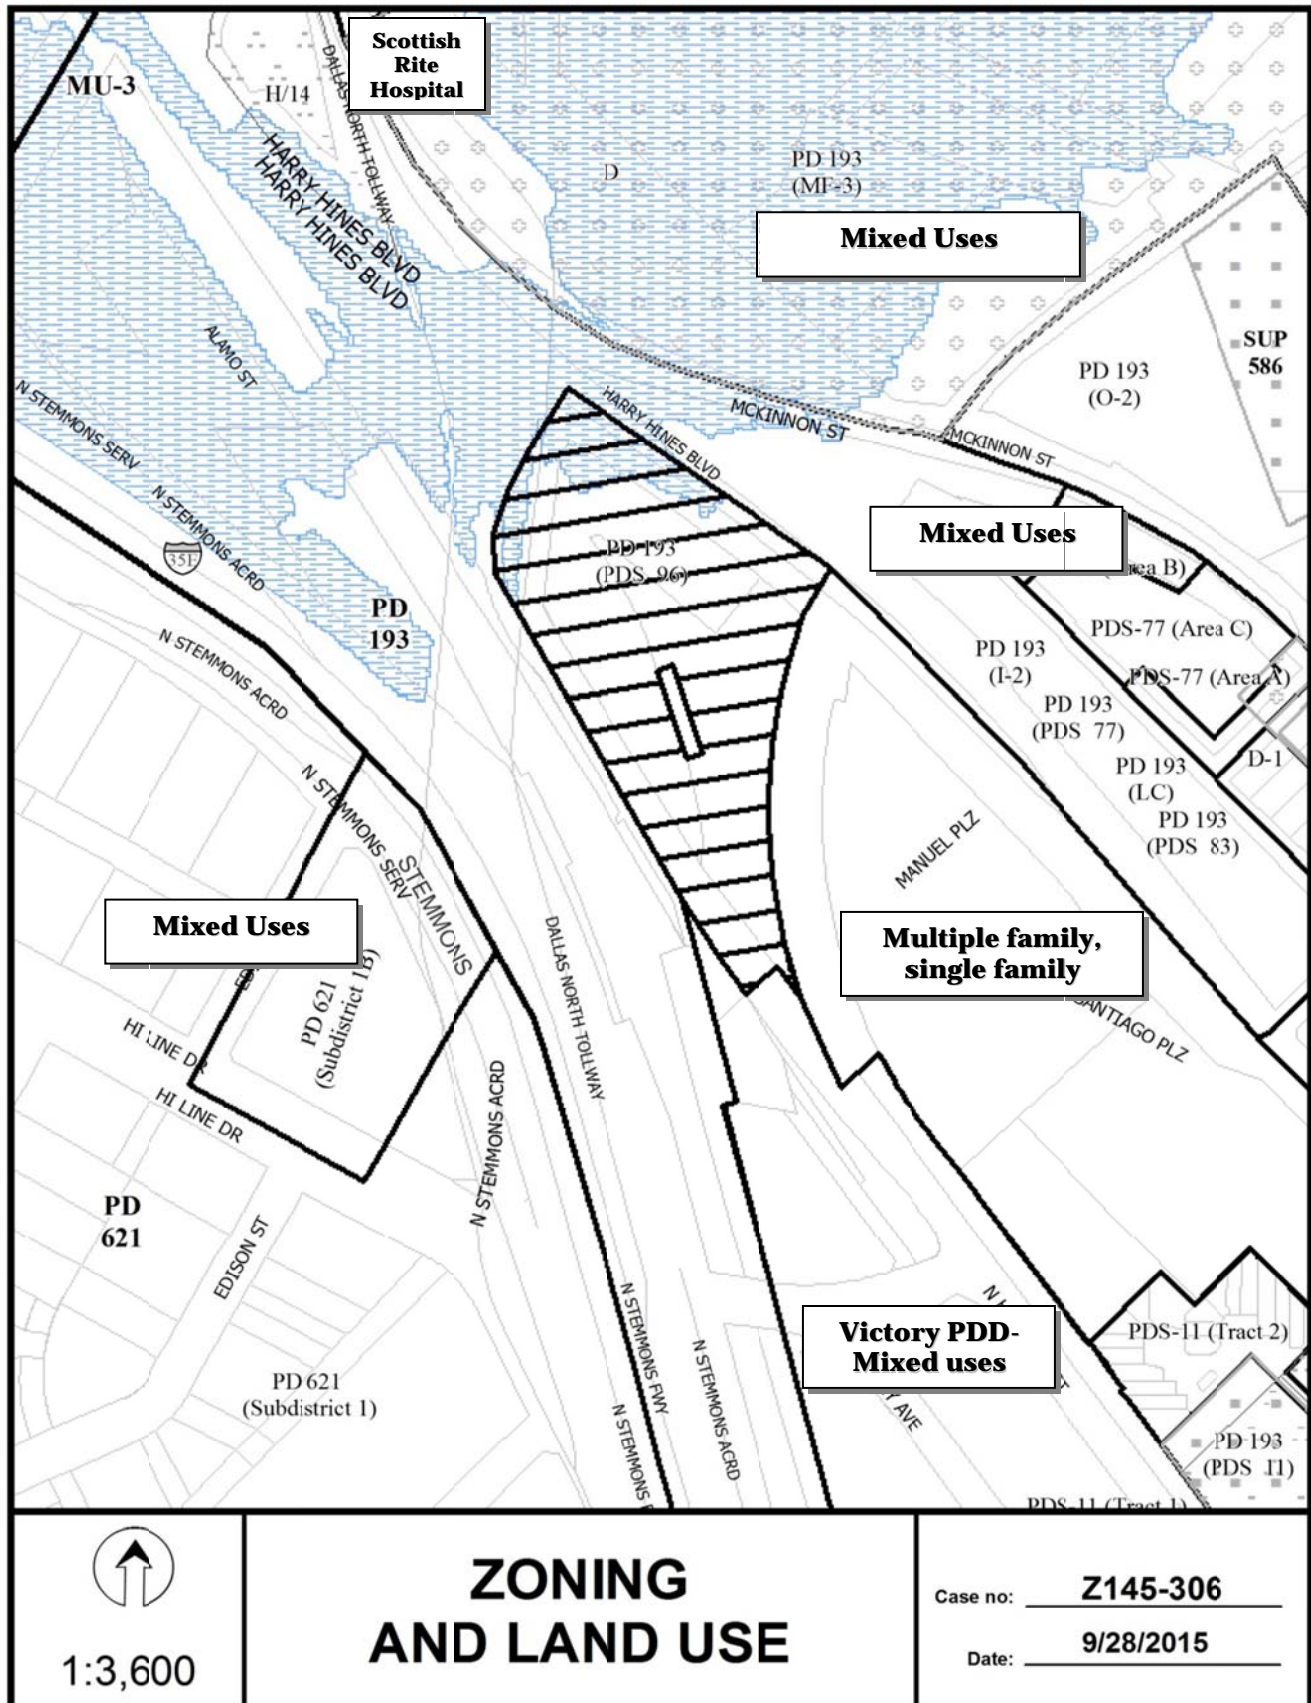 Scottish
Rite
Hospital
MU-3
H/14
DALLAS NORTH TOLLWAY
HARRY HINES BLVD
HARRY HINES BLVD
D
PD 193
(MF-3)
Mixed Uses
SUP
586
PD 193
(O-2)
ALAMO ST
N STEMMONS SERV
N STEMMONS ACRD
35E
HARRY HINES BLVD
MCKINNON ST
MCKINNON ST
Mixed Uses
PD 193
(PDS 96)
PD
193
rea B)
PDS-77 (Area C)
PDS-77 (Area A)
PD 193
(I-2)
PD 193
(PDS 77)
D-1
PD 193
(LC)
PD 193
(PDS 83)
N STEMMONS ACRD
N STEMMONS SERV
STEMMONS
MANUEL PLZ
Mixed Uses
PD 621
(Subdistrict 1B)
DALLAS NORTH TOLLWAY
Multiple family,
single family
SANTIAGO PLZ
HI LINE DR
HI LINE DR
N STEMMONS ACRD
PD
621
EDISON ST
PD 621
(Subdistrict 1)
N STEMMONS FWY
N STEMMONS ACRD
N STEMMONS
Victory PDD-
Mixed uses
AVE
PDS-11 (Tract 2)
PD 193
(PDS 11)
PDS-11 (Tract 1)
1:3,600
ZONING
AND LAND USE
Case no: Z145-306
Date: 9/28/2015